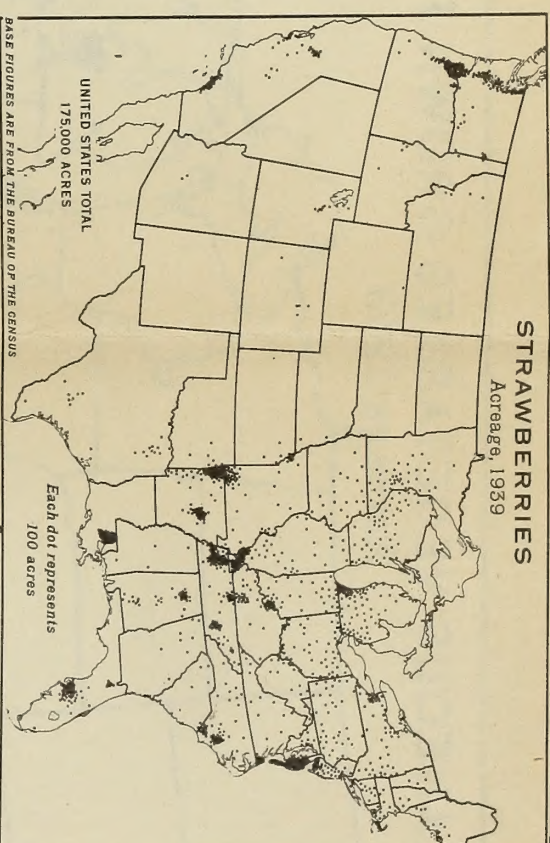 STRAWBERRIES
Acreage, 1939
UNITED STATES TOTAL
175,000 ACRES
Each dot represents
100 acres
BASE FIGURES ARE FROM THE BUREAU OF THE CENSUS